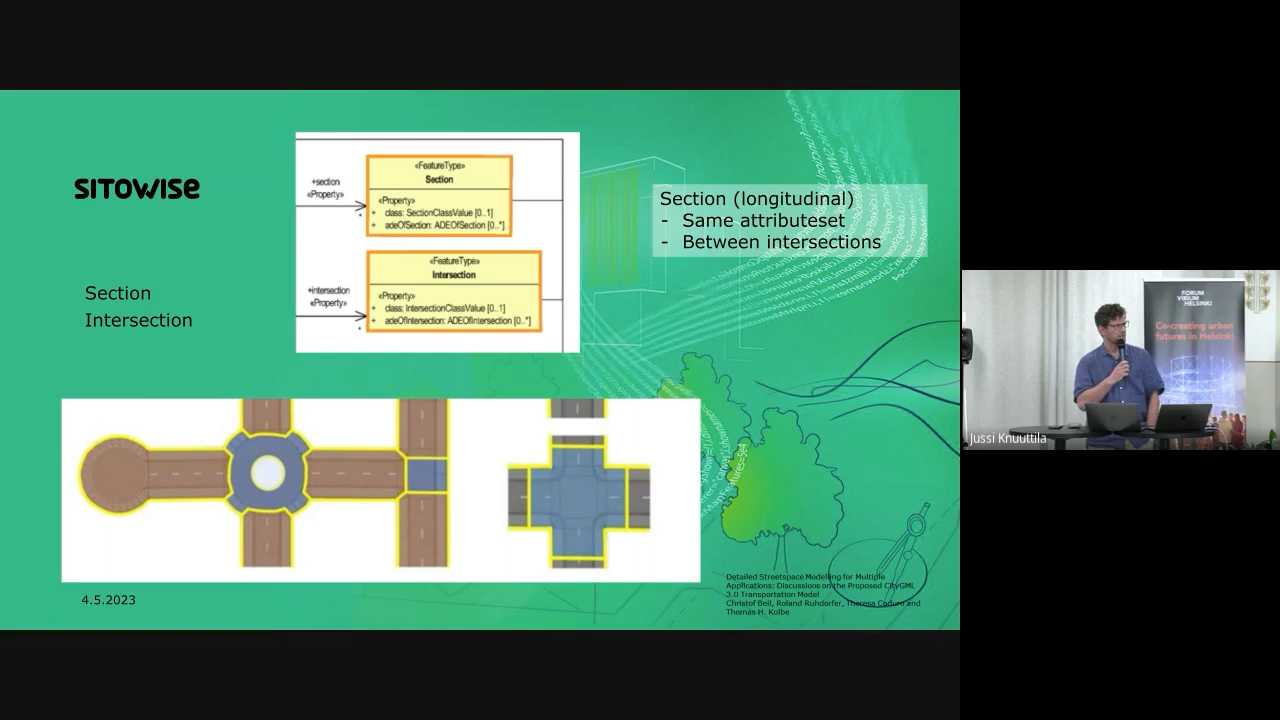 SITOWISE
Section
Intersection
+section
«Property»
*
«FeatureType»
Section
«Property»
+ class: SectionClassValue [0..1]
+ adeOfSection: ADEOfSection [0..*]
+intersection
«Property»
*
«FeatureType»
Intersection
«Property»
+ class: IntersectionClassValue [0..1]
+ adeOfIntersection: ADEOfIntersection [0..*]
Section (longitudinal)
- Same attributeset
- Between intersections
4.5.2023
Detailed Streetspace Modelling for Multiple
Applications: Discussions on the Proposed CityGML
3.0 Transportation Model
Christof Beil, Roland Ruhdorfer, Theresa Coduro and
Thomas H. Kolbe
FORUM
VIRIUM
HELSINKI
Co-creating urban
futures in Helsinki
Jussi Knuuttila